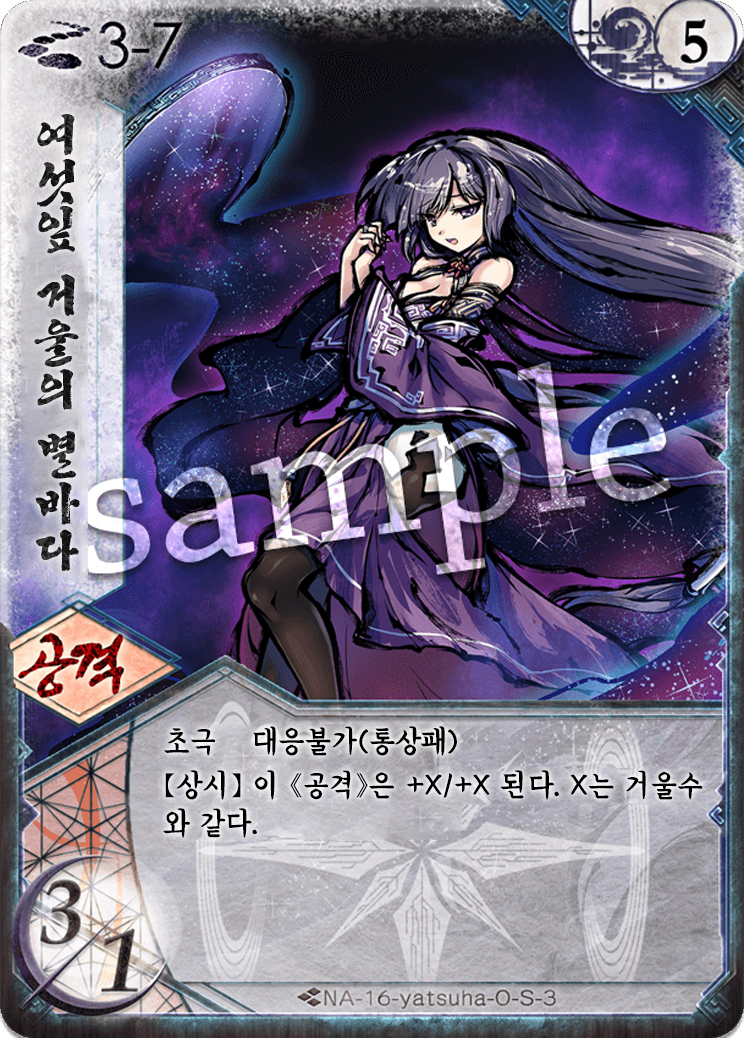 3-7
5
여섯잎 거울의 별바다
sample
공격
초극 대응불가(통상패)
【상시】 이 《공격》은 +X/+X 된다. X는 거울수
와 같다.
3/1
NA-16-yatsuha-O-S-3